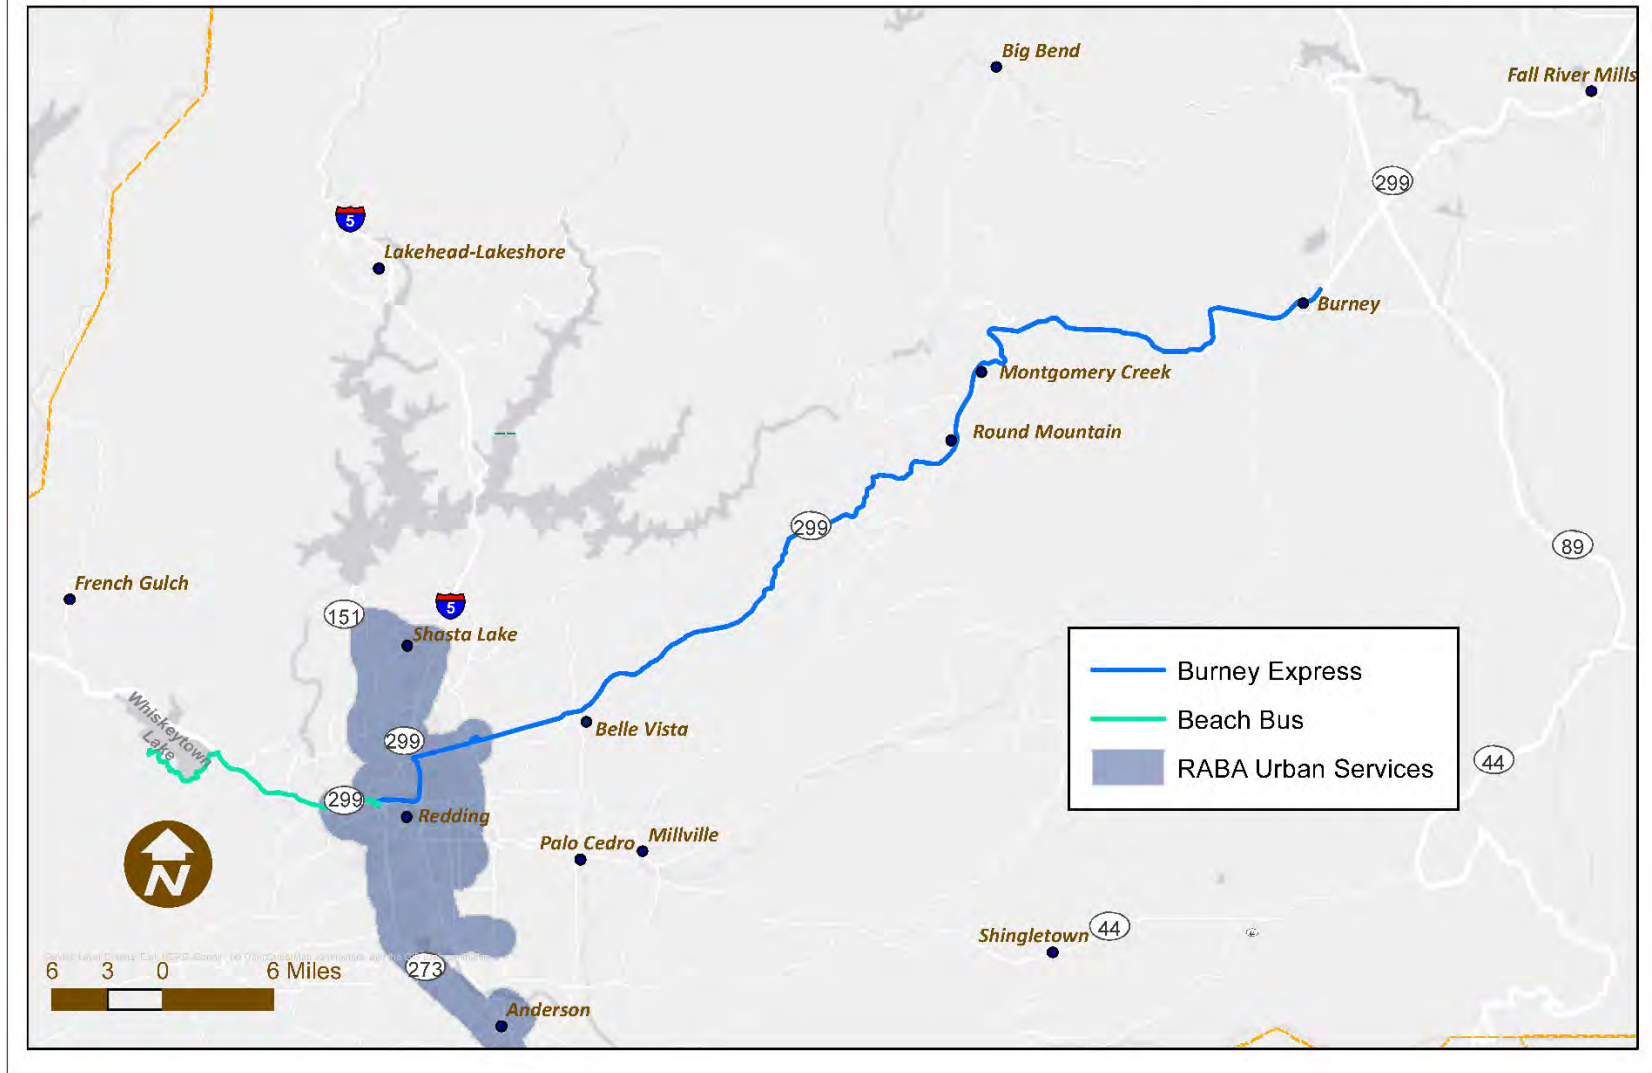 Big Bend
Fall River Mills
299
5
Lakehead-Lakeshore
Burney
Montgomery Creek
Round Mountain
299
89
French Gulch
5
151
Shasta Lake
Whiskeytown
Lake
299
Belle Vista
Burney Express
Beach Bus
RABA Urban Services
44
299
Redding
Palo Cedro
Millville
N
Shingletown
44
273
6 3 0 6 Miles
Anderson